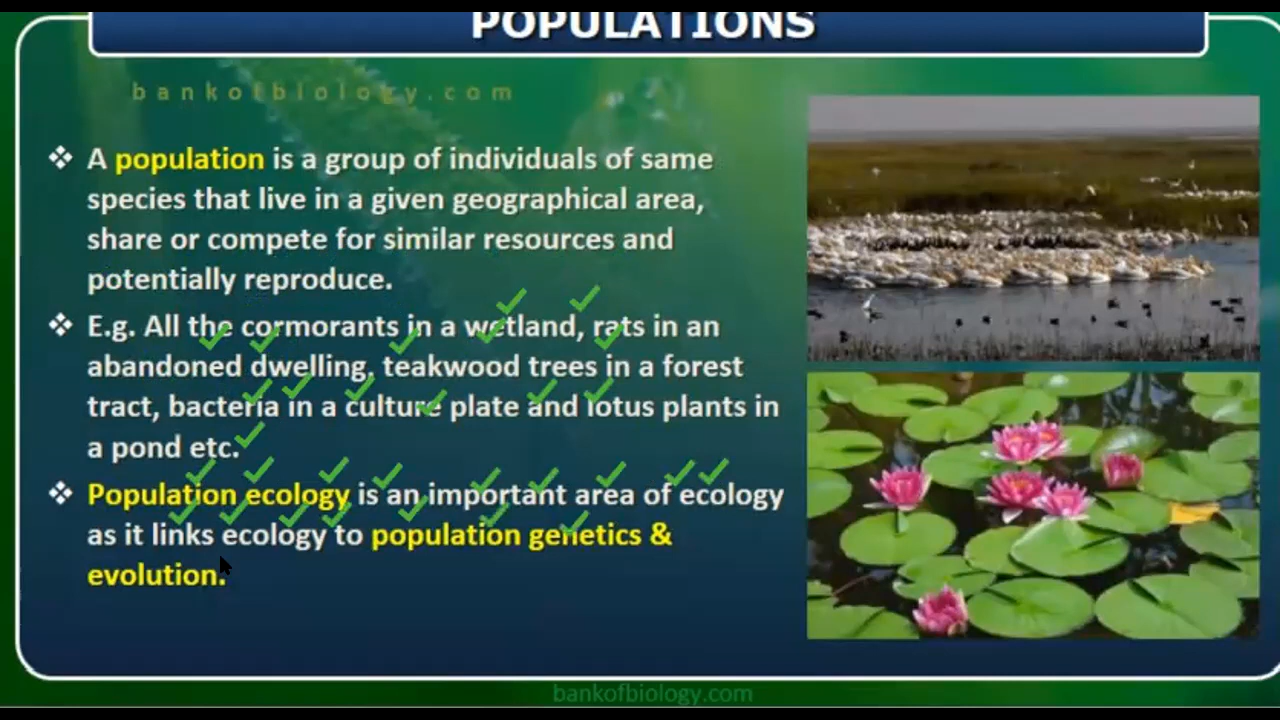 POPULATIONS
bankofbiology.com
❖ A population is a group of individuals of same
species that live in a given geographical area,
share or compete for similar resources and
potentially reproduce.
❖ E.g. All the cormorants in a wetland, rats in an
abandoned dwelling, teakwood trees in a forest
tract, bacteria in a culture plate and lotus plants in
a pond etc.
❖ Population ecology is an important area of ecology
as it links ecology to population genetics &
evolution.
bankofbiology.com